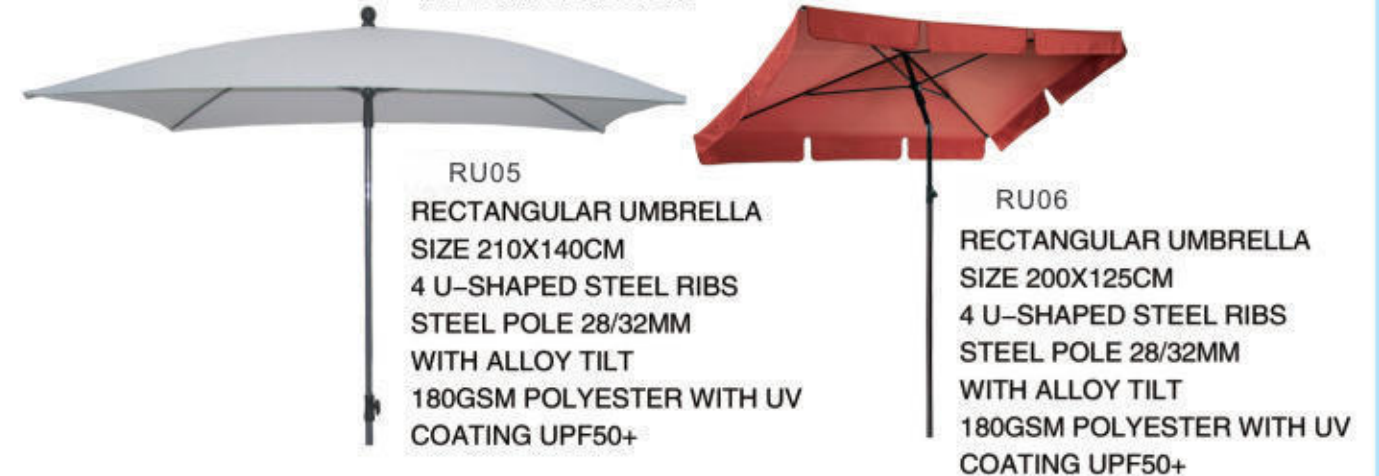 RU05
RECTANGULAR UMBRELLA
SIZE 210X140CM
4 U–SHAPED STEEL RIBS
STEEL POLE 28/32MM
WITH ALLOY TILT
180GSM POLYESTER WITH UV
COATING UPF50+
RU06
RECTANGULAR UMBRELLA
SIZE 200X125CM
4 U–SHAPED STEEL RIBS
STEEL POLE 28/32MM
WITH ALLOY TILT
180GSM POLYESTER WITH UV
COATING UPF50+